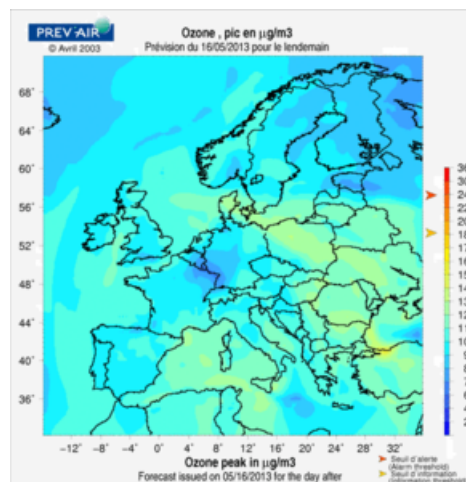 PREV'AIR
© Avril 2003
Ozone , pic en µg/m3
Prévision du 16/05/2013 pour le lendemain
68°
64°
60°
56°
52°
48°
44°
40°
36°
-12° -8° -4° 0° 4° 8° 12° 16° 20° 24° 28° 32°
Ozone peak in µg/m3
Forecast issued on 05/16/2013 for the day after
Seuil d'alerte
(Alarm threshold)
Seuil d'information
(Information threshold)